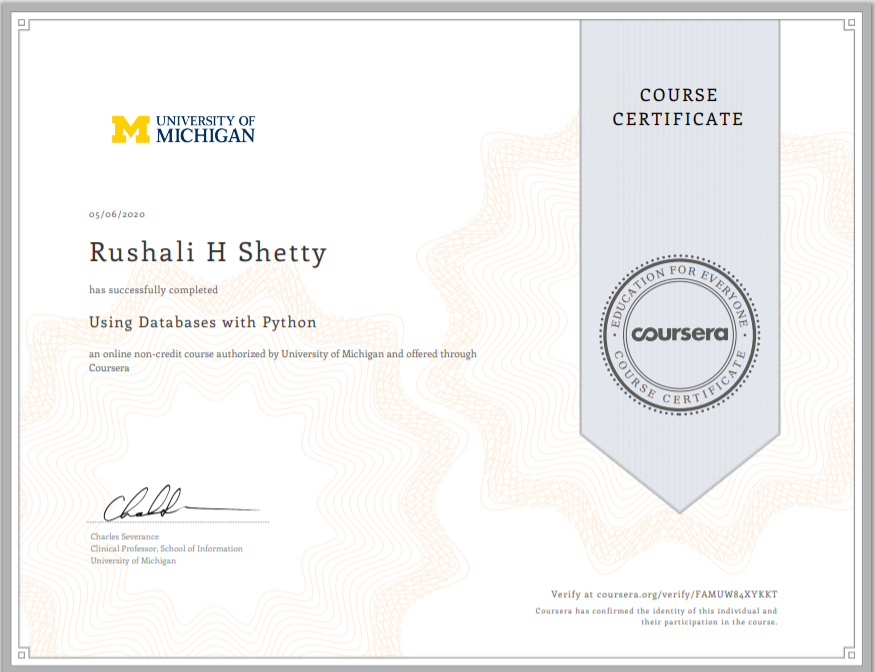 UNIVERSITY OF
MICHIGAN
05/06/2020
Rushali H Shetty
has successfully completed
Using Databases with Python
an online non-credit course authorized by University of Michigan and offered through
Coursera
Charles Severance
Clinical Professor, School of Information
University of Michigan
COURSE
CERTIFICATE
EDUCATION FOR EVERYONE
coursera
COURSE CERTIFICATE
Verify at coursera.org/verify/FAMUW84XYKKT
Coursera has confirmed the identity of this individual and
their participation in the course.